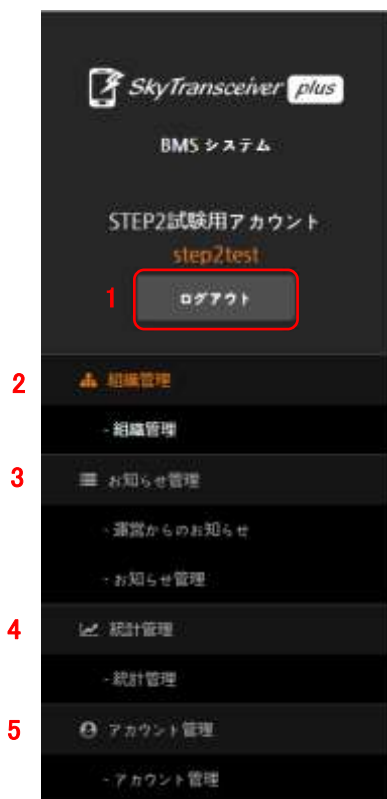 SkyTransceiver plus
BMS システム
STEP2試験用アカウント
step2test
1 ログアウト
2 組織管理
- 組織管理
3 お知らせ管理
- 運営からのお知らせ
- お知らせ管理
4 統計管理
- 統計管理
5 アカウント管理
- アカウント管理